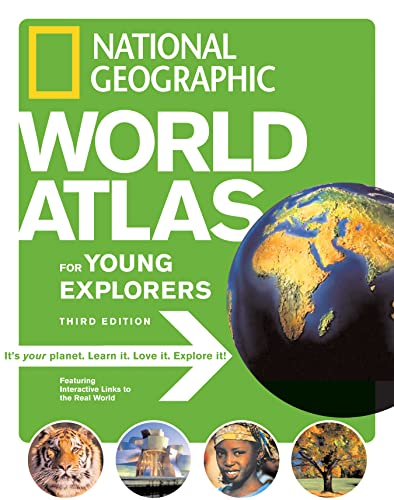 NATIONAL
GEOGRAPHIC
WORLD
ATLAS
FOR YOUNG
EXPLORERS
THIRD EDITION
It's your planet. Learn it. Love it. Explore it!
Featuring
Interactive Links to
the Real World